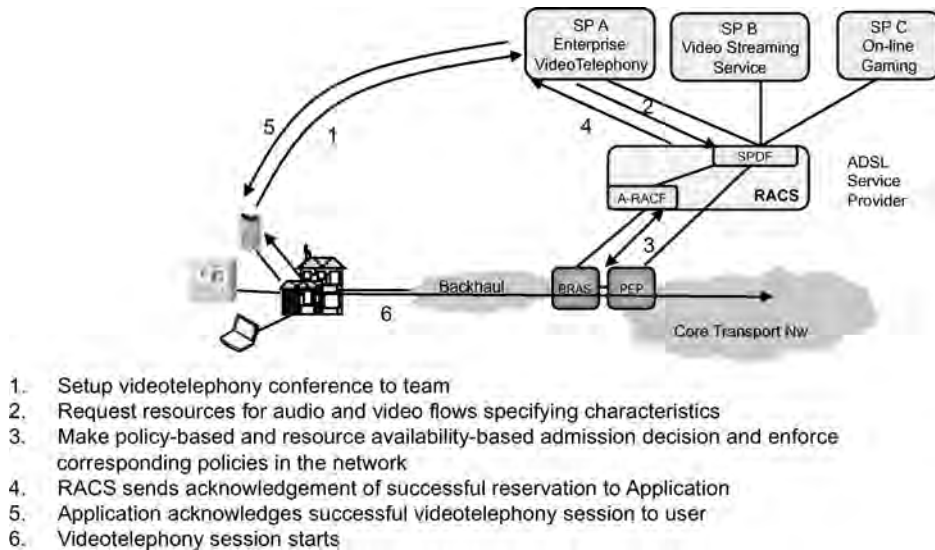 SP A
Enterprise
VideoTelephony
SP B
Video Streaming
Service
SP C
On-line
Gaming
5
1
2
4
SPDF
RACS
A-RACF
ADSL
Service
Provider
3
Backhaul
BRAS
PEP
6
Core Transport Nw
1. Setup videotelephony conference to team
2. Request resources for audio and video flows specifying characteristics
3. Make policy-based and resource availability-based admission decision and enforce
corresponding policies in the network
4. RACS sends acknowledgement of successful reservation to Application
5. Application acknowledges successful videotelephony session to user
6. Videotelephony session starts